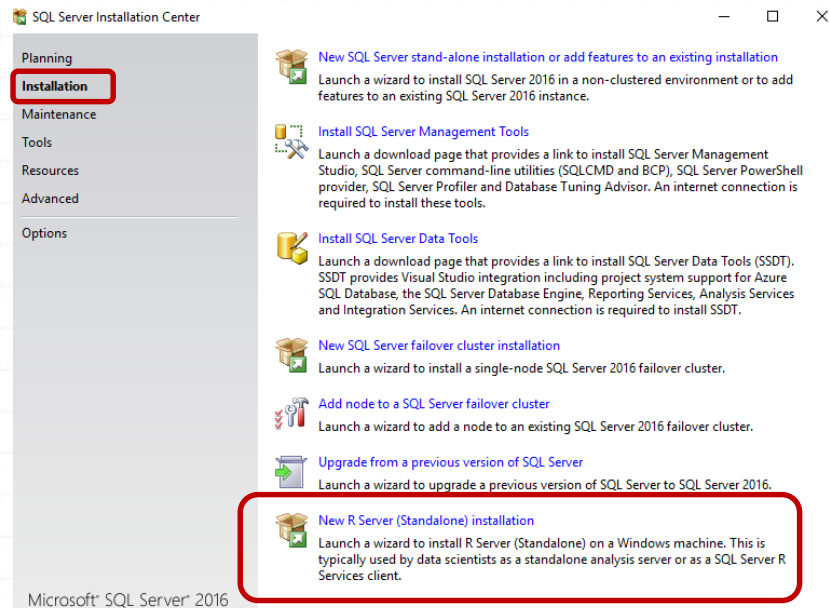 SQL Server Installation Center
Planning
Installation
Maintenance
Tools
Resources
Advanced
Options
New SQL Server stand-alone installation or add features to an existing installation
Launch a wizard to install SQL Server 2016 in a non-clustered environment or to add
features to an existing SQL Server 2016 instance.
Install SQL Server Management Tools
Launch a download page that provides a link to install SQL Server Management
Studio, SQL Server command-line utilities (SQLCMD and BCP), SQL Server PowerShell
provider, SQL Server Profiler and Database Tuning Advisor. An internet connection is
required to install these tools.
Install SQL Server Data Tools
Launch a download page that provides a link to install SQL Server Data Tools (SSDT).
SSDT provides Visual Studio integration including project system support for Azure
SQL Database, the SQL Server Database Engine, Reporting Services, Analysis Services
and Integration Services. An internet connection is required to install SSDT.
New SQL Server failover cluster installation
Launch a wizard to install a single-node SQL Server 2016 failover cluster.
Add node to a SQL Server failover cluster
Launch a wizard to add a node to an existing SQL Server 2016 failover cluster.
Upgrade from a previous version of SQL Server
Launch a wizard to upgrade a previous version of SQL Server to SQL Server 2016.
New R Server (Standalone) installation
Launch a wizard to install R Server (Standalone) on a Windows machine. This is
typically used by data scientists as a standalone analysis server or as a SQL Server R
Services client.
Microsoft® SQL Server® 2016